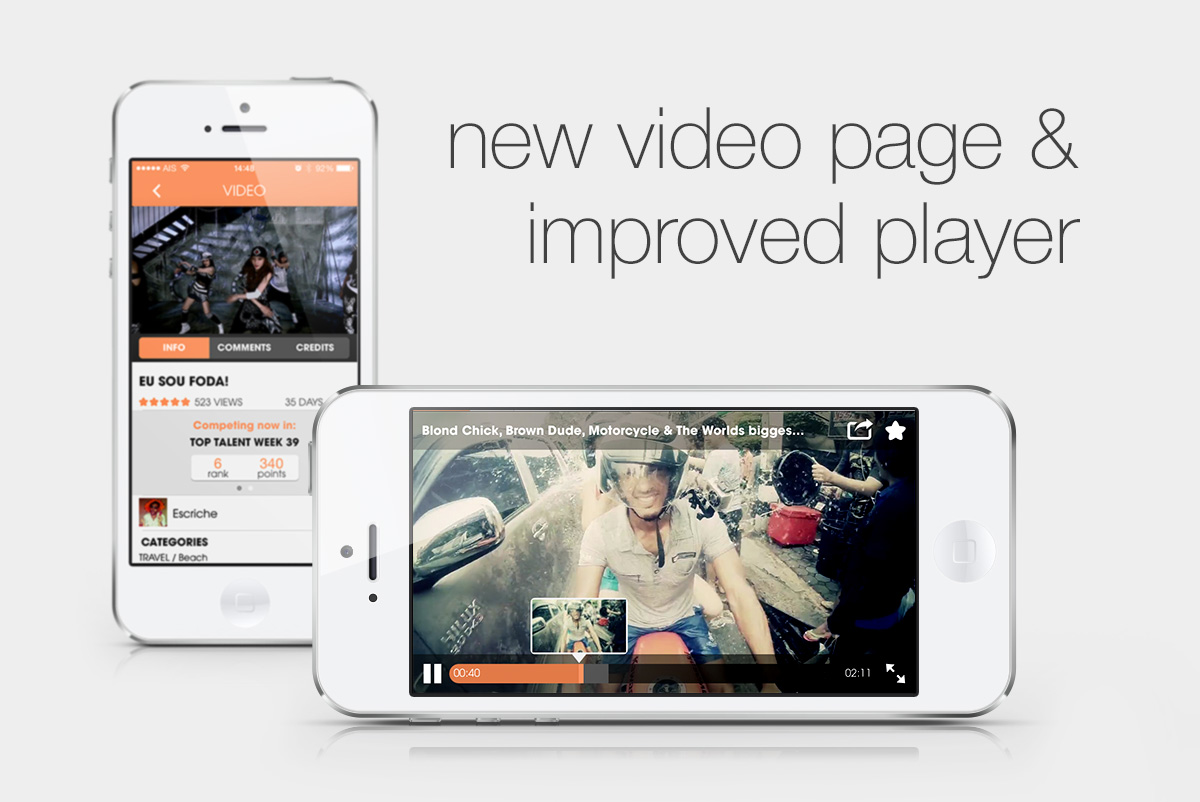 new video page &
improved player
AIS 14:48 92%
VIDEO
INFO COMMENTS CREDITS
EU SOU FODA!
523 VIEWS 35 DAYS
Competing now in:
TOP TALENT WEEK 39
6 340
rank points
Escriche
CATEGORIES
TRAVEL / Beach
Blond Chick, Brown Dude, Motorcycle & The Worlds bigges...
HILUX
00:40 02:11